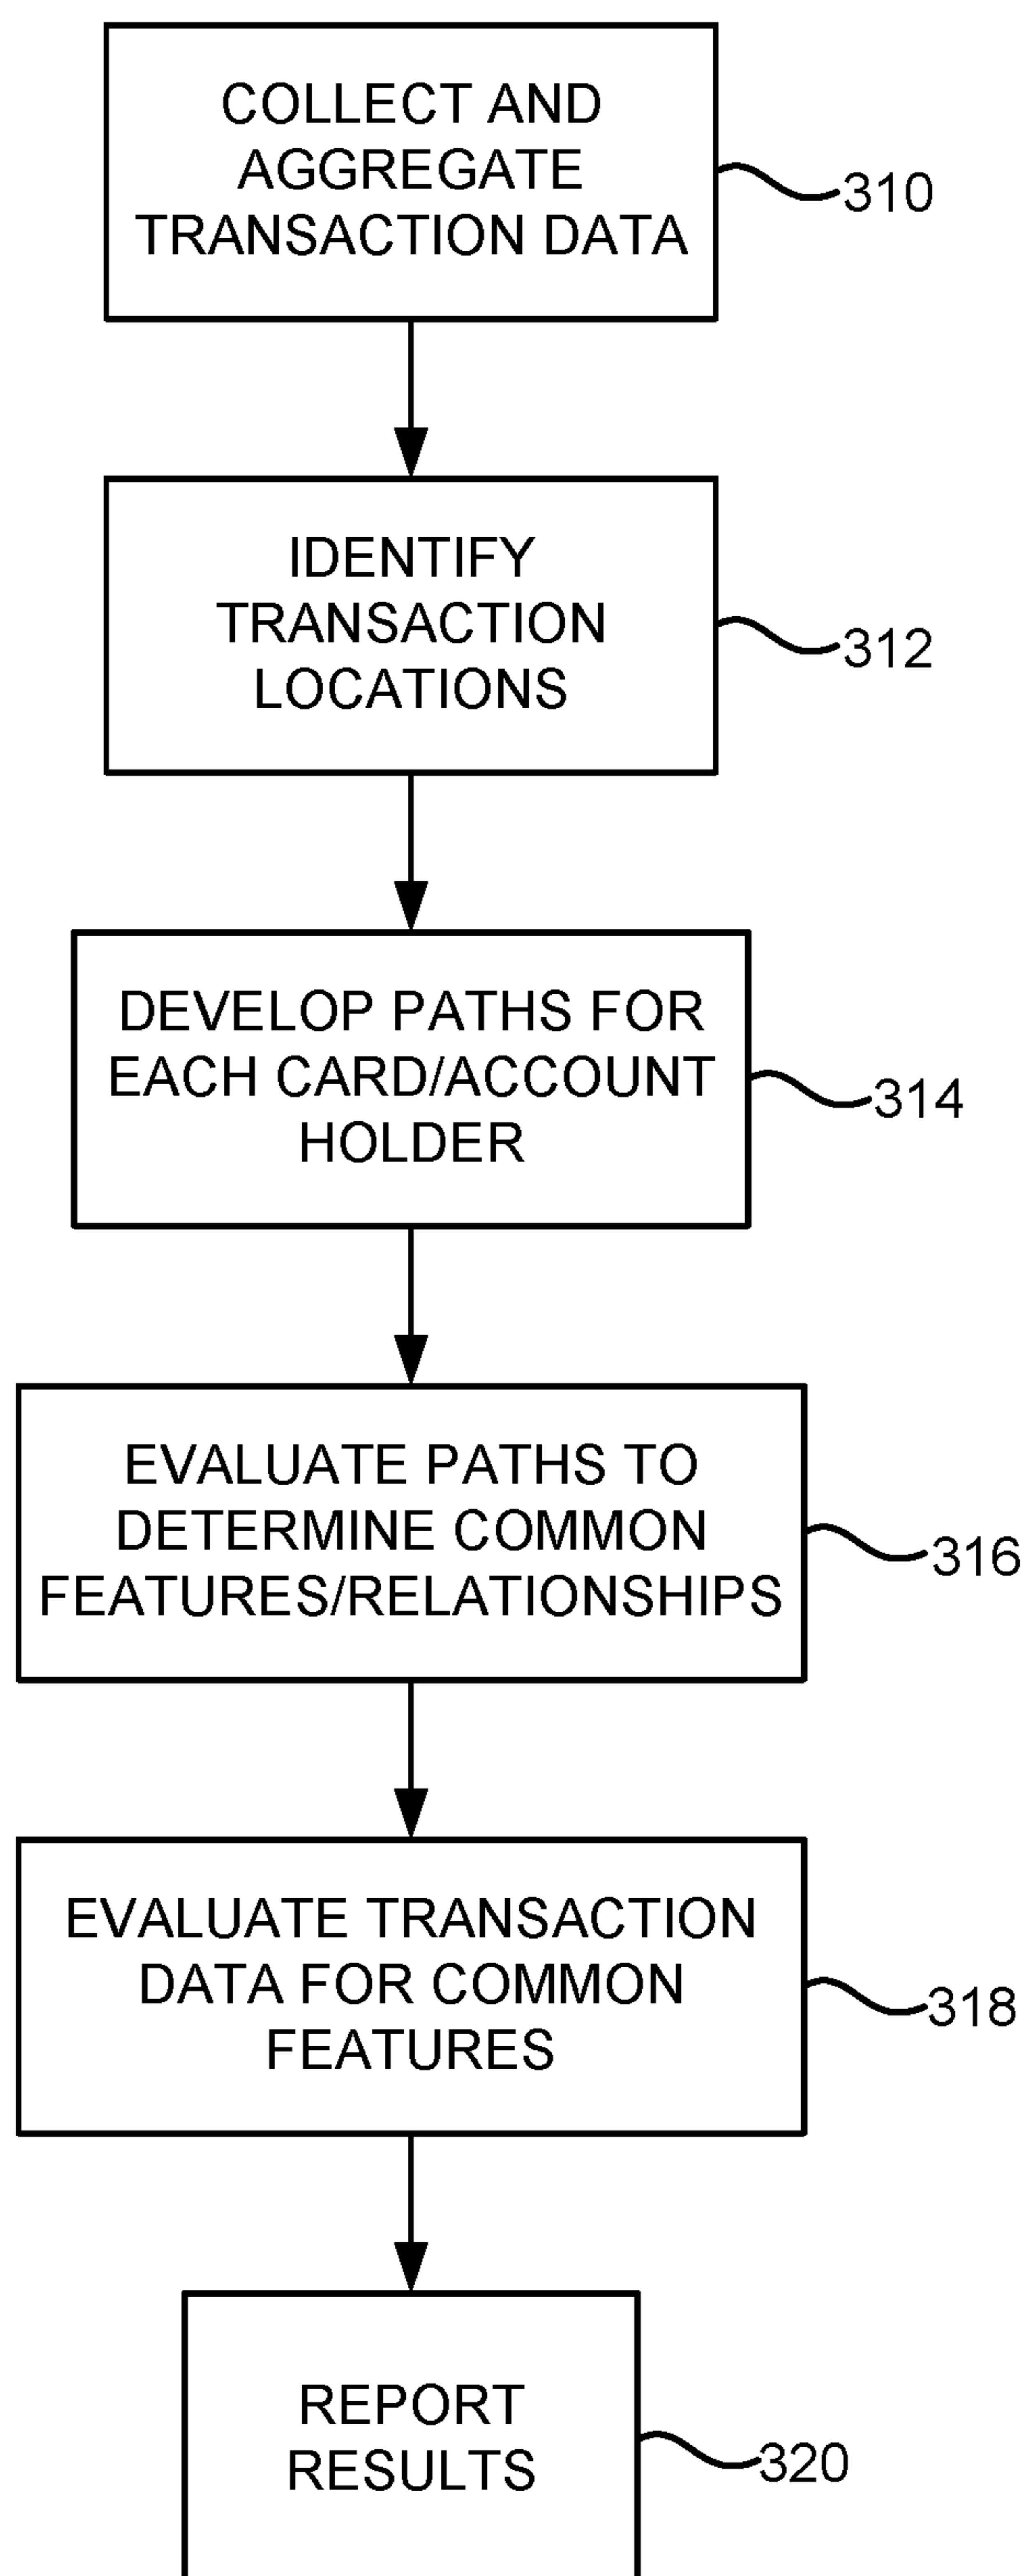 COLLECT AND
AGGREGATE
TRANSACTION DATA
310
IDENTIFY
TRANSACTION
LOCATIONS
312
DEVELOP PATHS FOR
EACH CARD/ACCOUNT
HOLDER
314
EVALUATE PATHS TO
DETERMINE COMMON
FEATURES/RELATIONSHIPS
316
EVALUATE TRANSACTION
DATA FOR COMMON
FEATURES
318
REPORT
RESULTS
320